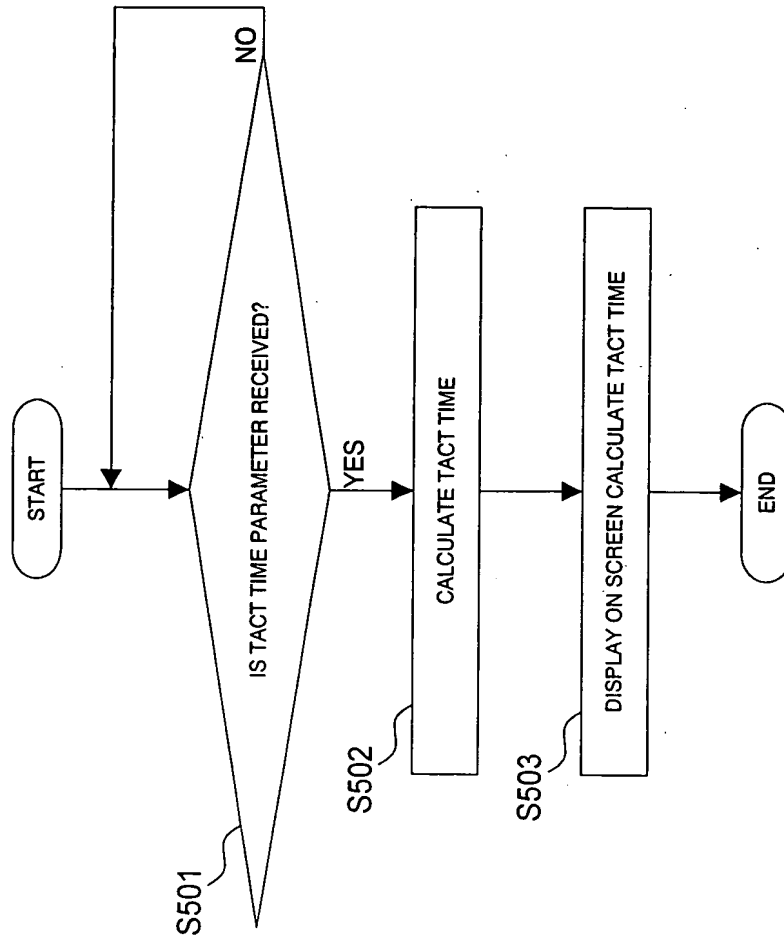 START
IS TACT TIME PARAMETER RECEIVED?
NO
S501
YES
S502
CALCULATE TACT TIME
S503
DISPLAY ON SCREEN CALCULATE TACT TIME
END